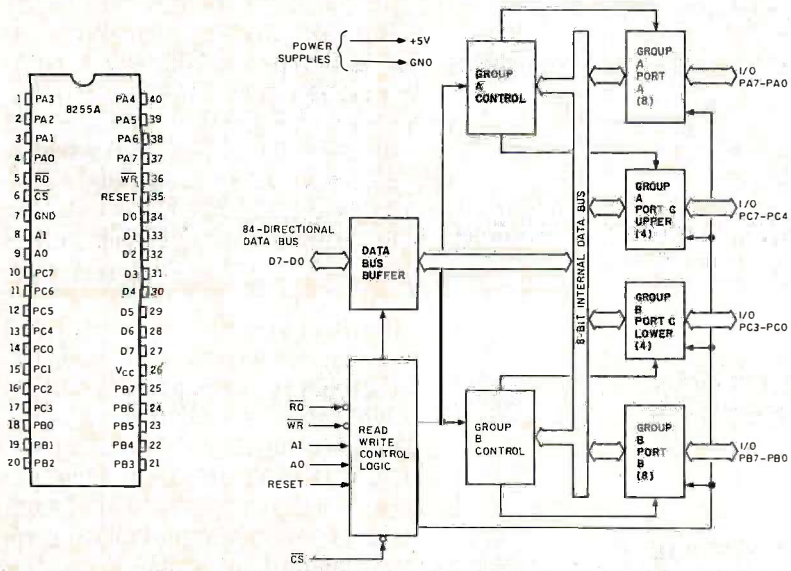 8255A
1 PA3
2 PA2
3 PA1
4 PA0
5 RD
6 CS
7 GND
8 A1
9 A0
10 PC7
11 PC6
12 PC5
13 PC4
14 PC0
15 PC1
16 PC2
17 PC3
18 PB0
19 PB1
20 PB2
PA4 40
PA5 39
PA6 38
PA7 37
WR 36
RESET 35
D0 34
D1 33
D2 32
D3 31
D4 30
D5 29
D6 28
D7 27
VCC 26
PB7 25
PB6 24
PB5 23
PB4 22
PB3 21
POWER
SUPPLIES
+5V
GND
84-DIRECTIONAL
DATA BUS
D7-D0
DATA
BUS
BUFFER
RD
WR
A1
A0
RESET
CS
READ
WRITE
CONTROL
LOGIC
GROUP
A
CONTROL
GROUP
B
CONTROL
8-BIT INTERNAL DATA BUS
GROUP
A
PORT
A
(8)
I/O
PA7-PA0
GROUP
A
PORT C
UPPER
(4)
I/O
PC7-PC4
GROUP
B
PORT C
LOWER
(4)
I/O
PC3-PC0
GROUP
B
PORT
B
(8)
I/O
PB7-PB0